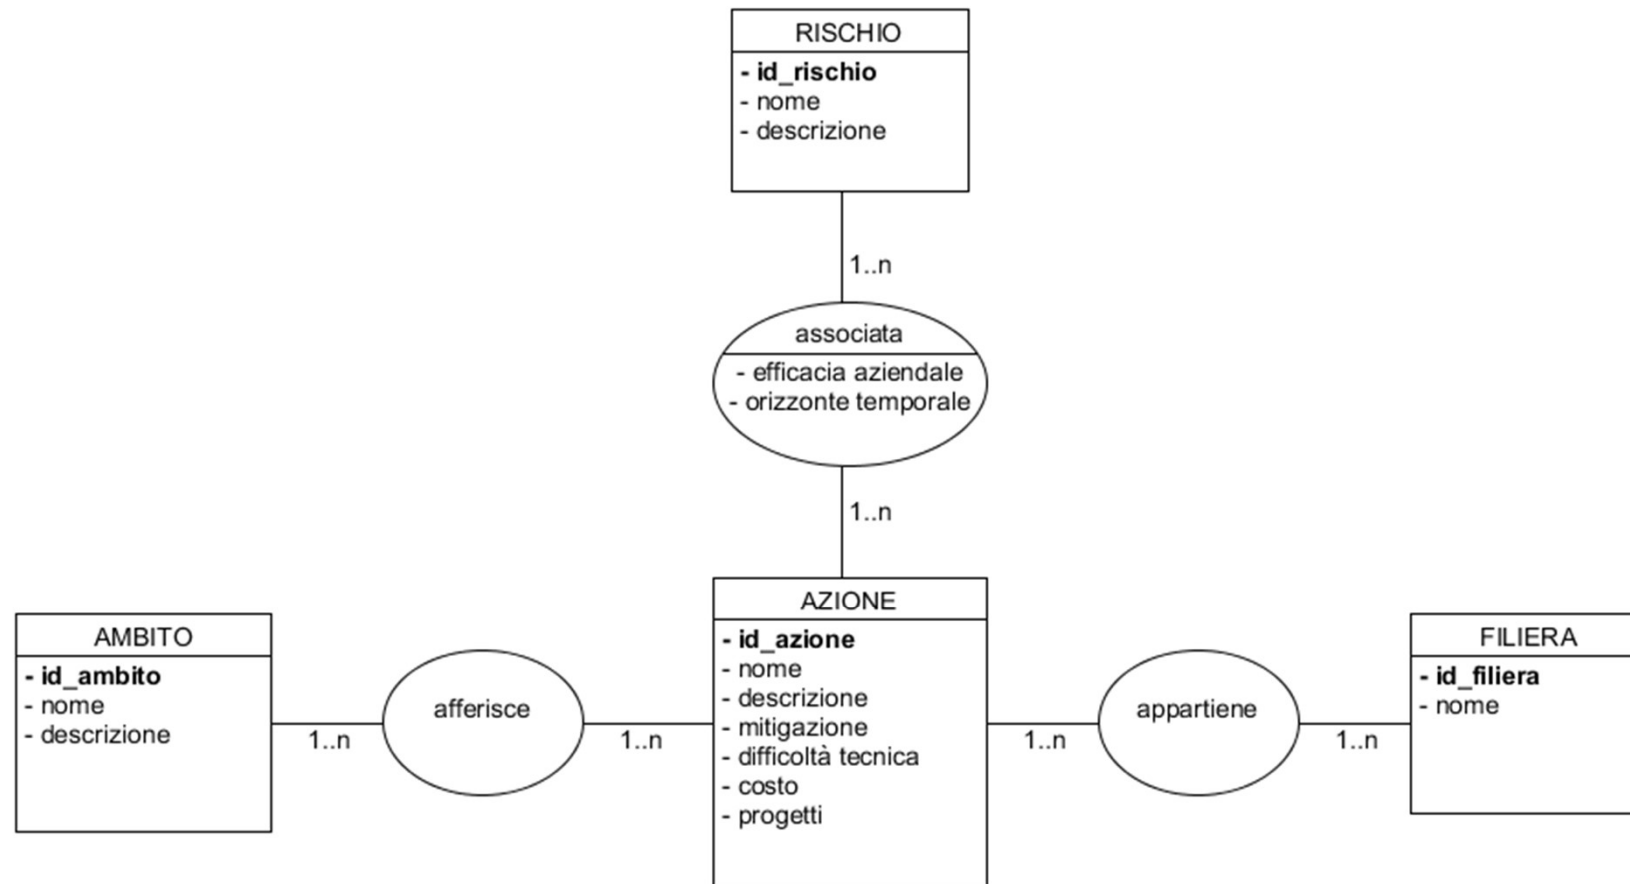 RISCHIO
- id_rischio
- nome
- descrizione
1..n
associata
- efficacia aziendale
- orizzonte temporale
1..n
AMBITO
- id_ambito
- nome
- descrizione
1..n
afferisce
1..n
AZIONE
- id_azione
- nome
- descrizione
- mitigazione
- difficoltà tecnica
- costo
- progetti
1..n
appartiene
1..n
FILIERA
- id_filiera
- nome